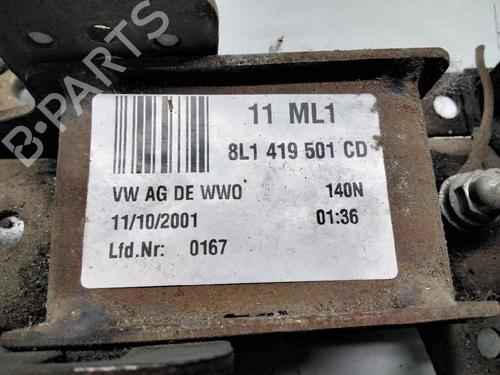 B-PARTS
11 ML1
8L1 419 501 CD
VW AG DE WWO 140N
11/10/2001 01:36
Lfd.Nr: 0167